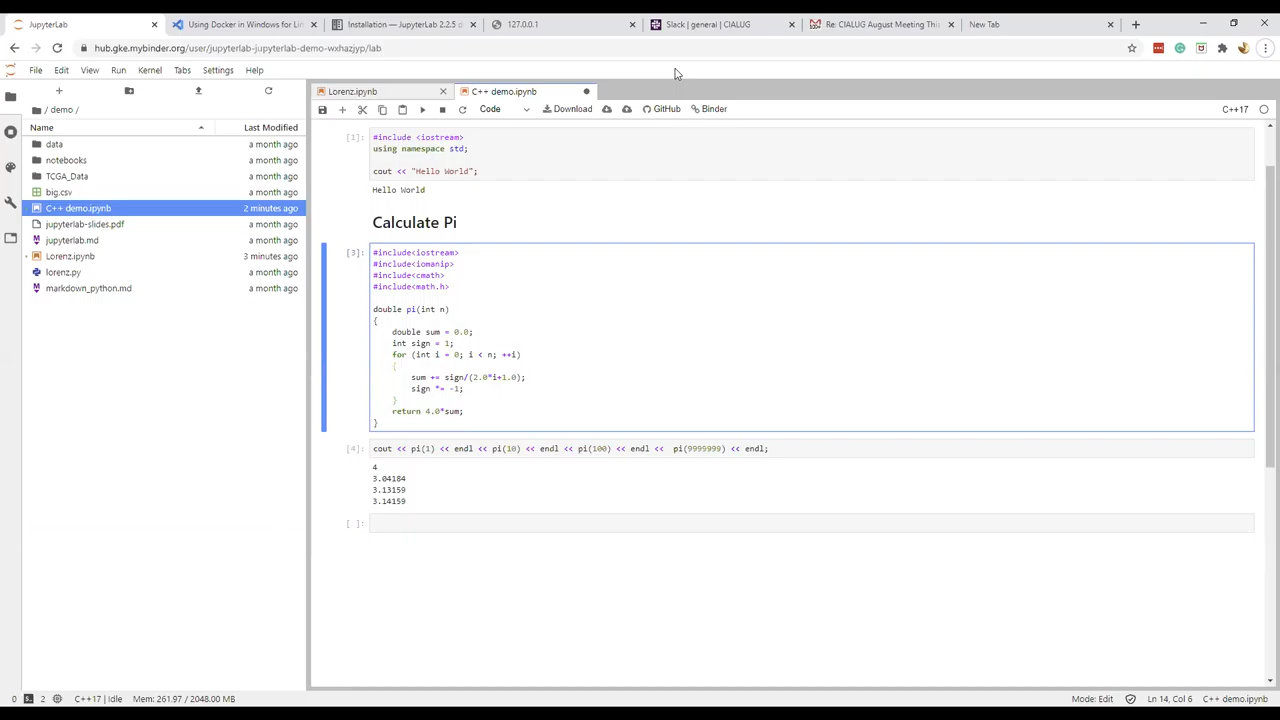 JupyterLab
Using Docker in Windows for Lin
Installation — JupyterLab 2.2.5 d
127.0.0.1
Slack | general | CIALUG
Re: CIALUG August Meeting Thi
New Tab
hub.gke.mybinder.org/user/jupyterlab-jupyterlab-demo-wxhazjyp/lab
File Edit View Run Kernel Tabs Settings Help
/ demo /
Name Last Modified
data a month ago
notebooks a month ago
TCGA_Data a month ago
big.csv a month ago
C++ demo.ipynb 2 minutes ago
jupyterlab-slides.pdf a month ago
jupyterlab.md a month ago
Lorenz.ipynb 3 minutes ago
lorenz.py a month ago
markdown_python.md a month ago
Lorenz.ipynb C++ demo.ipynb
Code Download GitHub Binder C++17
[1]: #include <iostream>
using namespace std;
cout << "Hello World";
Hello World
Calculate Pi
[3]: #include<iostream>
#include<iomanip>
#include<cmath>
#include<math.h>
double pi(int n)
{
double sum = 0.0;
int sign = 1;
for (int i = 0; i < n; ++i)
{
sum += sign/(2.0*i+1.0);
sign *= -1;
}
return 4.0*sum;
}
[4]: cout << pi(1) << endl << pi(10) << endl << pi(100) << endl <<  pi(9999999) << endl;
4
3.04184
3.13159
3.14159
[ ]:
0 2 C++17 | Idle Mem: 261.97 / 2048.00 MB Mode: Edit Ln 14, Col 6 C++ demo.ipynb